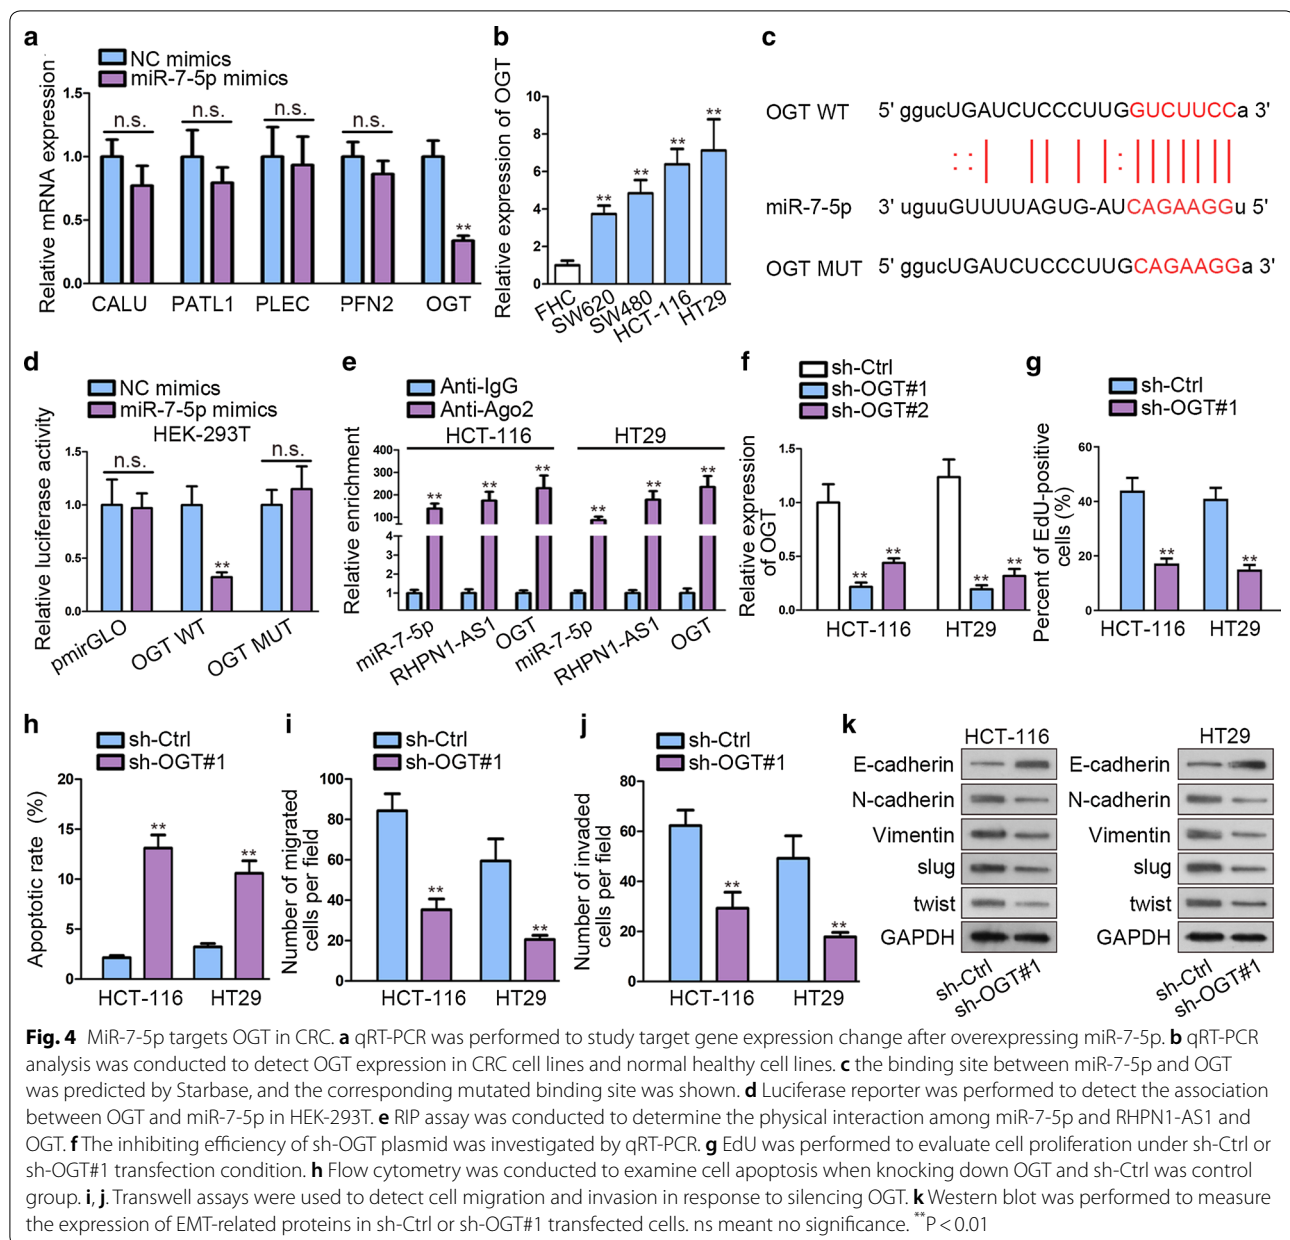 a
NC mimics
miR-7-5p mimics
Relative mRNA expression
1.5
1.0
0.5
0.0
n.s.
n.s.
n.s.
n.s.
**
CALU PATL1 PLEC PFN2 OGT
b
Relative expression of OGT
10
8
6
4
2
0
**
**
**
**
FHC
SW620
SW480
HCT-116
HT29
c
OGT WT 5' ggucUGAUCUCCCUUGGUCUUCCa 3'
miR-7-5p 3' uguuGUUUUAGUG-AUCAGAAGGu 5'
OGT MUT 5' ggucUGAUCUCCCUUGCAGAAGGa 3'
d
NC mimics
miR-7-5p mimics
HEK-293T
Relative luciferase activity
1.5
1.0
0.5
0.0
n.s.
**
n.s.
pmirGLO
OGT WT
OGT MUT
e
Anti-IgG
Anti-Ago2
HCT-116 HT29
Relative enrichment
400
300
200
100
4
3
2
1
0
**
**
**
**
**
**
miR-7-5p
RHPN1-AS1
OGT
miR-7-5p
RHPN1-AS1
OGT
f
sh-Ctrl
sh-OGT#1
sh-OGT#2
Relative expression
of OGT
1.5
1.0
0.5
0.0
**
**
**
**
HCT-116 HT29
g
sh-Ctrl
sh-OGT#1
Percent of EdU-positive
cells (%)
60
40
20
0
**
**
HCT-116 HT29
h
sh-Ctrl
sh-OGT#1
Apoptotic rate (%)
20
15
10
5
0
**
**
HCT-116 HT29
i
sh-Ctrl
sh-OGT#1
Number of migrated
cells per field
100
80
60
40
20
0
**
**
HCT-116 HT29
j
sh-Ctrl
sh-OGT#1
Number of invaded
cells per field
80
60
40
20
0
**
**
HCT-116 HT29
k
HCT-116
E-cadherin
N-cadherin
Vimentin
slug
twist
GAPDH
sh-Ctrl
sh-OGT#1
HT29
E-cadherin
N-cadherin
Vimentin
slug
twist
GAPDH
sh-Ctrl
sh-OGT#1
Fig. 4 MiR-7-5p targets OGT in CRC. a qRT-PCR was performed to study target gene expression change after overexpressing miR-7-5p. b qRT-PCR
analysis was conducted to detect OGT expression in CRC cell lines and normal healthy cell lines. c the binding site between miR-7-5p and OGT
was predicted by Starbase, and the corresponding mutated binding site was shown. d Luciferase reporter was performed to detect the association
between OGT and miR-7-5p in HEK-293T. e RIP assay was conducted to determine the physical interaction among miR-7-5p and RHPN1-AS1 and
OGT. f The inhibiting efficiency of sh-OGT plasmid was investigated by qRT-PCR. g EdU was performed to evaluate cell proliferation under sh-Ctrl or
sh-OGT#1 transfection condition. h Flow cytometry was conducted to examine cell apoptosis when knocking down OGT and sh-Ctrl was control
group. i, j. Transwell assays were used to detect cell migration and invasion in response to silencing OGT. k Western blot was performed to measure
the expression of EMT-related proteins in sh-Ctrl or sh-OGT#1 transfected cells. ns meant no significance. **P < 0.01